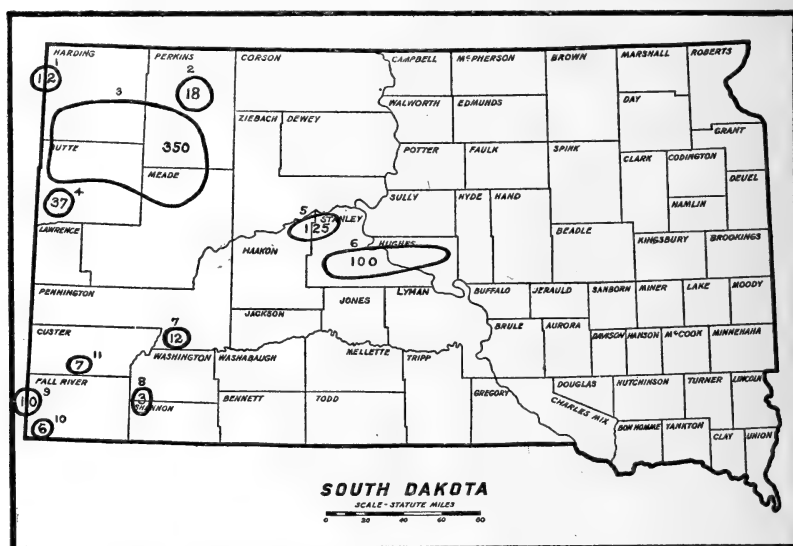 HARDING PERKINS CORSON CAMPBELL McPHERSON BROWN MARSHALL ROBERTS
1 2
12 18
3
WALWORTH EDMUNDS DAY
ZIEBACH DEWEY
GRANT
350
POTTER FAULK SPINK CLARK CODINGTON
MEADE
DEUEL
4
37
SULLY HYDE HAND HAMLIN
5 STANLEY
125
LAWRENCE BEADLE
6 HUGHES KINGSBURY BROOKINGS
HAAKON
100
PENNINGTON LYMAN BUFFALO JERAULD SANBORN MINER LAKE MOODY
JONES
JACKSON
7
12
CUSTER BRULE AURORA DAVISON HANSON McCOOK MINNEHAHA
WASHINGTON WASHABAUGH MELLETTE TRIPP
11
7
FALL RIVER DOUGLAS HUTCHINSON TURNER LINCOLN
8
3
9
10
SHANNON BENNETT TODD GREGORY CHARLES MIX
10
6
BON HOMME YANKTON CLAY UNION
SOUTH DAKOTA
SCALE-STATUTE MILES
0 20 40 60 80